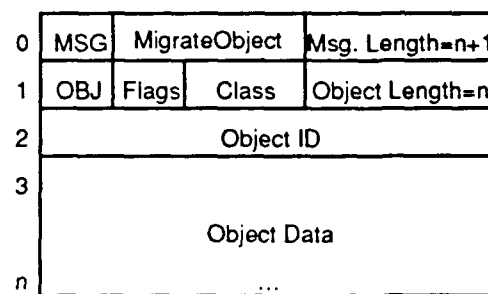 0 MSG MigrateObject Msg. Length=n+1
1 OBJ Flags Class Object Length=n
2 Object ID
3
Object Data
n ...